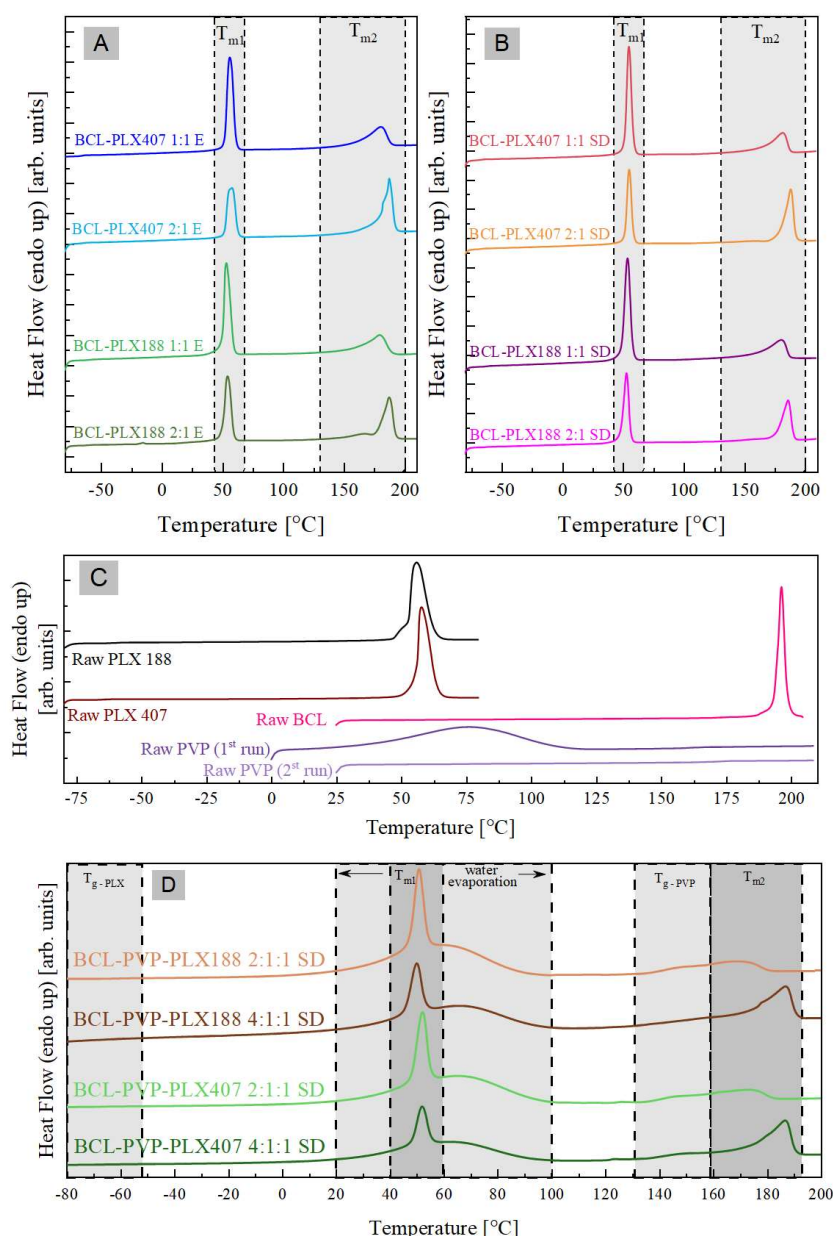 A
Tm1
Tm2
BCL-PLX407 1:1 E
BCL-PLX407 2:1 E
BCL-PLX188 1:1 E
BCL-PLX188 2:1 E
Heat Flow (endo up) [arb. units]
-50 0 50 100 150 200
Temperature [°C]
B
Tm1
Tm2
BCL-PLX407 1:1 SD
BCL-PLX407 2:1 SD
BCL-PLX188 1:1 SD
BCL-PLX188 2:1 SD
Heat Flow (endo up) [arb. units]
-50 0 50 100 150 200
Temperature [°C]
C
Heat Flow (endo up)
[arb. units]
Raw PLX 188
Raw PLX 407
Raw BCL
Raw PVP (1st run)
Raw PVP (2st run)
-75 -50 -25 0 25 50 75 100 125 150 175 200
Temperature [°C]
D
Tg - PLX
Tm1
water
evaporation
Tg - PVP
Tm2
BCL-PVP-PLX188 2:1:1 SD
BCL-PVP-PLX188 4:1:1 SD
BCL-PVP-PLX407 2:1:1 SD
BCL-PVP-PLX407 4:1:1 SD
Heat Flow (endo up) [arb. units]
-80 -60 -40 -20 0 20 40 60 80 100 120 140 160 180 200
Temperature [°C]